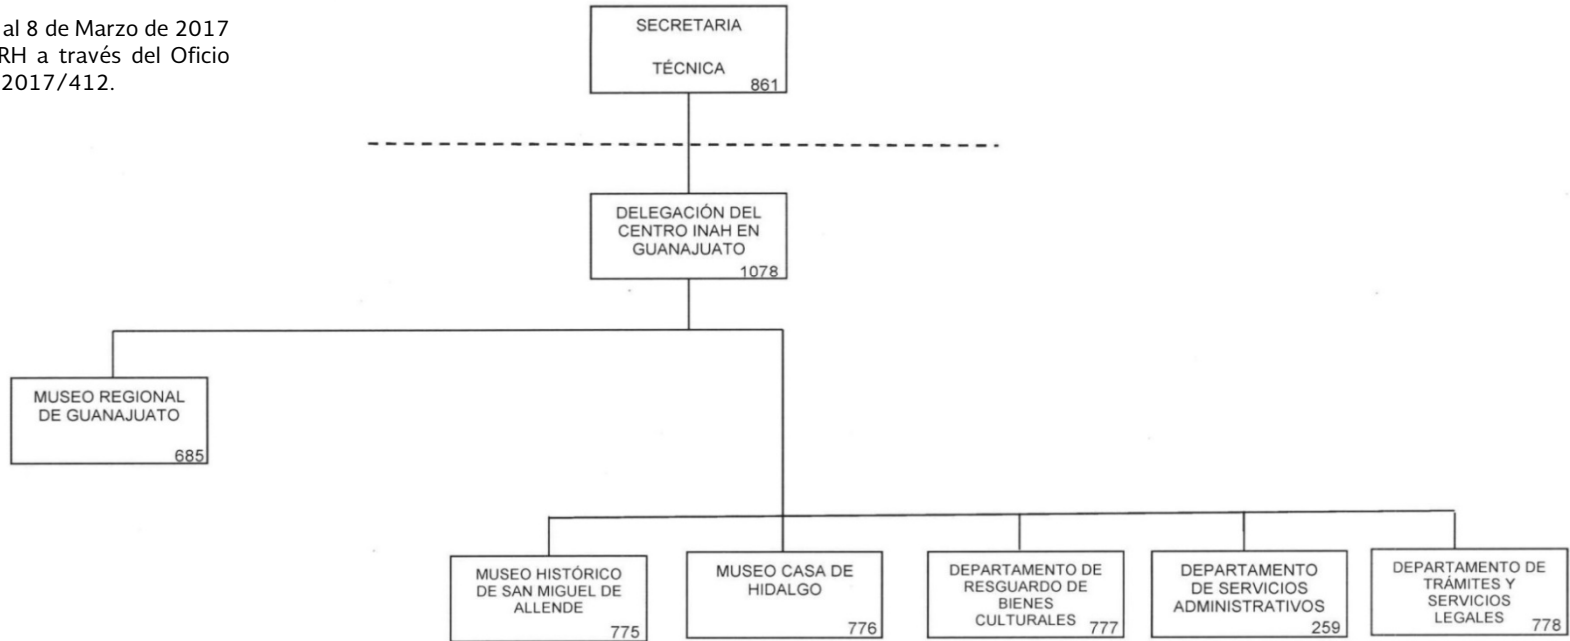 al 8 de Marzo de 2017
RH a través del Oficio
2017/412.
SECRETARIA
TÉCNICA
861
DELEGACIÓN DEL
CENTRO INAH EN
GUANAJUATO
1078
MUSEO REGIONAL
DE GUANAJUATO
685
MUSEO HISTÓRICO
DE SAN MIGUEL DE
ALLENDE
775
MUSEO CASA DE
HIDALGO
776
DEPARTAMENTO DE
RESGUARDO DE
BIENES
CULTURALES
777
DEPARTAMENTO
DE SERVICIOS
ADMINISTRATIVOS
259
DEPARTAMENTO DE
TRÁMITES Y
SERVICIOS
LEGALES
778